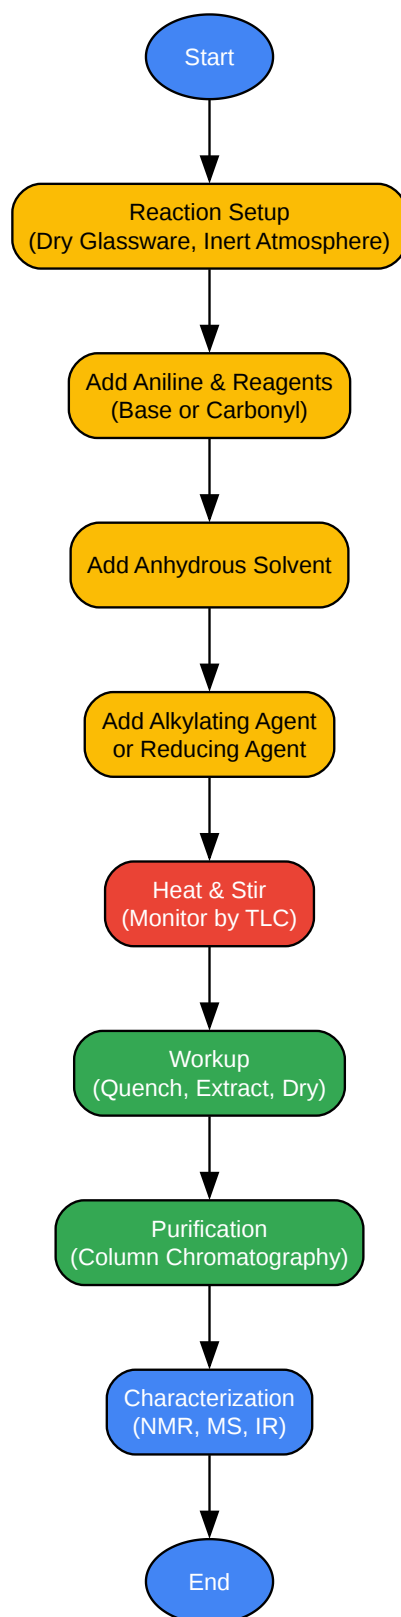 Start
Reaction Setup
(Dry Glassware, Inert Atmosphere)
Add Aniline & Reagents
(Base or Carbonyl)
Add Anhydrous Solvent
Add Alkylating Agent
or Reducing Agent
Heat & Stir
(Monitor by TLC)
Workup
(Quench, Extract, Dry)
Purification
(Column Chromatography)
Characterization
(NMR, MS, IR)
End